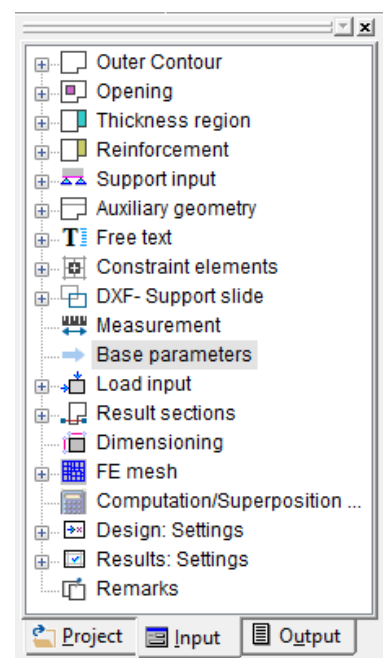 Outer Contour
Opening
Thickness region
Reinforcement
Support input
Auxiliary geometry
Free text
Constraint elements
DXF- Support slide
Measurement
Base parameters
Load input
Result sections
Dimensioning
FE mesh
Computation/Superposition ...
Design: Settings
Results: Settings
Remarks
Project Input Output